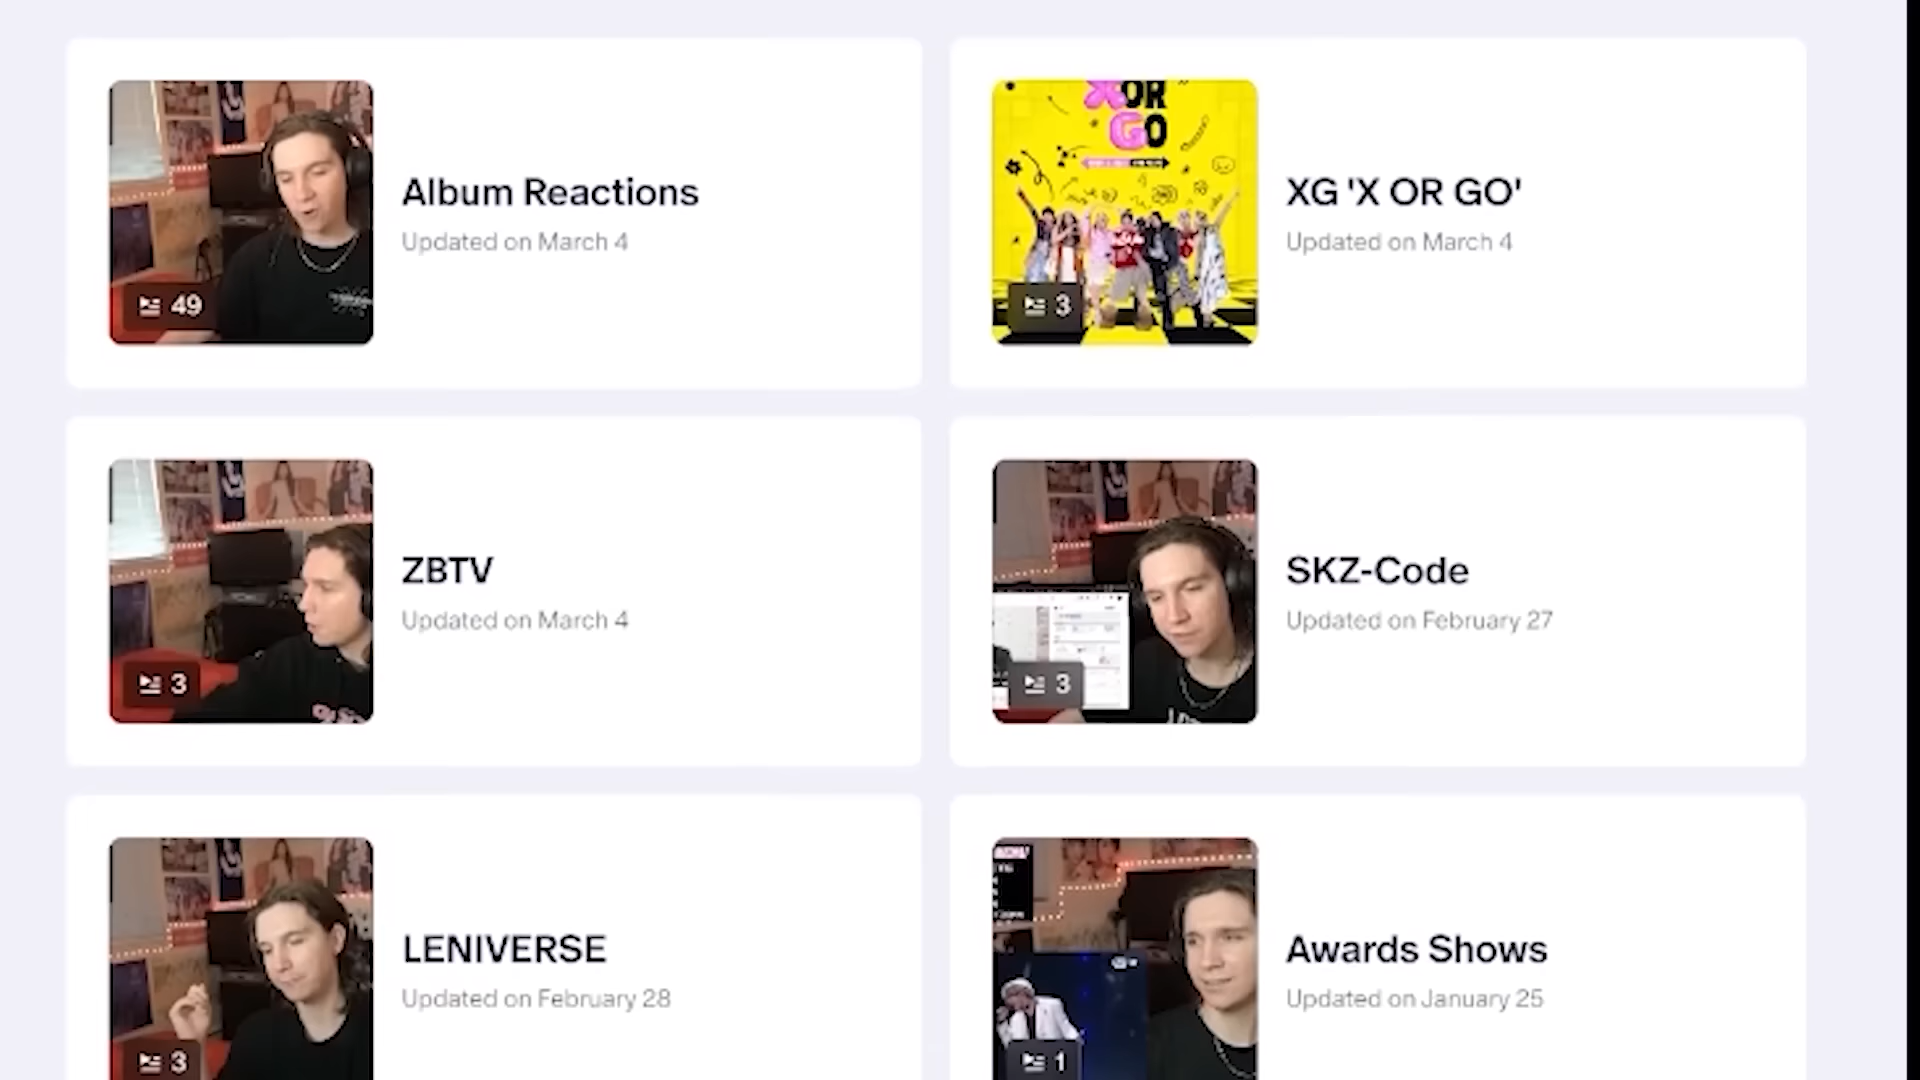 Album Reactions
Updated on March 4
49
XOR
GO
XG 'X OR GO'
Updated on March 4
3
ZBTV
Updated on March 4
3
SKZ-Code
Updated on February 27
3
LENIVERSE
Updated on February 28
3
Awards Shows
Updated on January 25
1